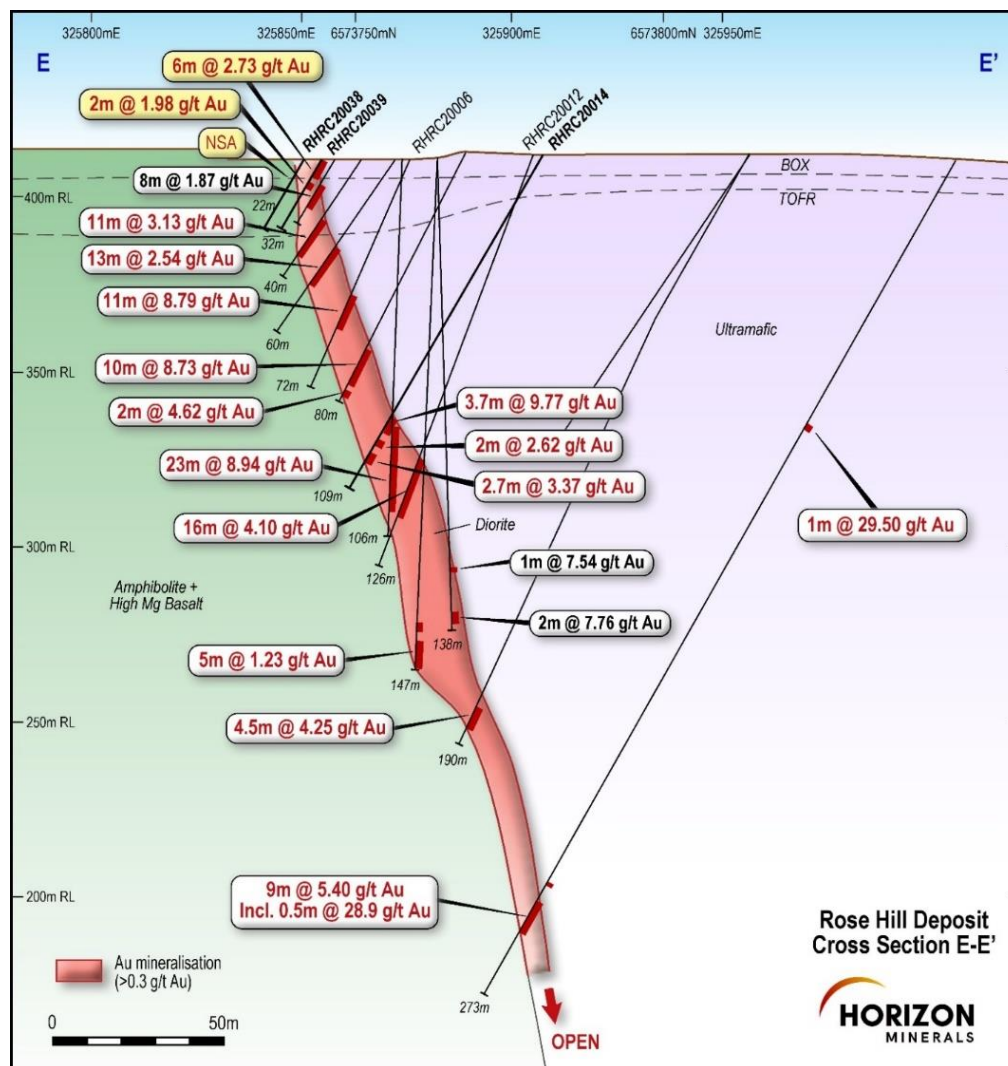 325800mE
325850mE
6573750mN
325900mE
6573800mN
325950mE
E
E'
6m @ 2.73 g/t Au
2m @ 1.98 g/t Au
NSA
RHRC20038
RHRC20039
RHRC20006
RHRC20012
RHRC20014
BOX
TOFR
400m RL
8m @ 1.87 g/t Au
22m
32m
11m @ 3.13 g/t Au
13m @ 2.54 g/t Au
40m
11m @ 8.79 g/t Au
60m
Ultramafic
350m RL
10m @ 8.73 g/t Au
72m
80m
2m @ 4.62 g/t Au
3.7m @ 9.77 g/t Au
2m @ 2.62 g/t Au
23m @ 8.94 g/t Au
2.7m @ 3.37 g/t Au
109m
16m @ 4.10 g/t Au
1m @ 29.50 g/t Au
Diorite
106m
300m RL
126m
1m @ 7.54 g/t Au
Amphibolite +
High Mg Basalt
2m @ 7.76 g/t Au
138m
5m @ 1.23 g/t Au
147m
250m RL
4.5m @ 4.25 g/t Au
190m
200m RL
9m @ 5.40 g/t Au
Incl. 0.5m @ 28.9 g/t Au
Rose Hill Deposit
Cross Section E-E'
Au mineralisation
(>0.3 g/t Au)
273m
0
50m
OPEN
HORIZON
MINERALS